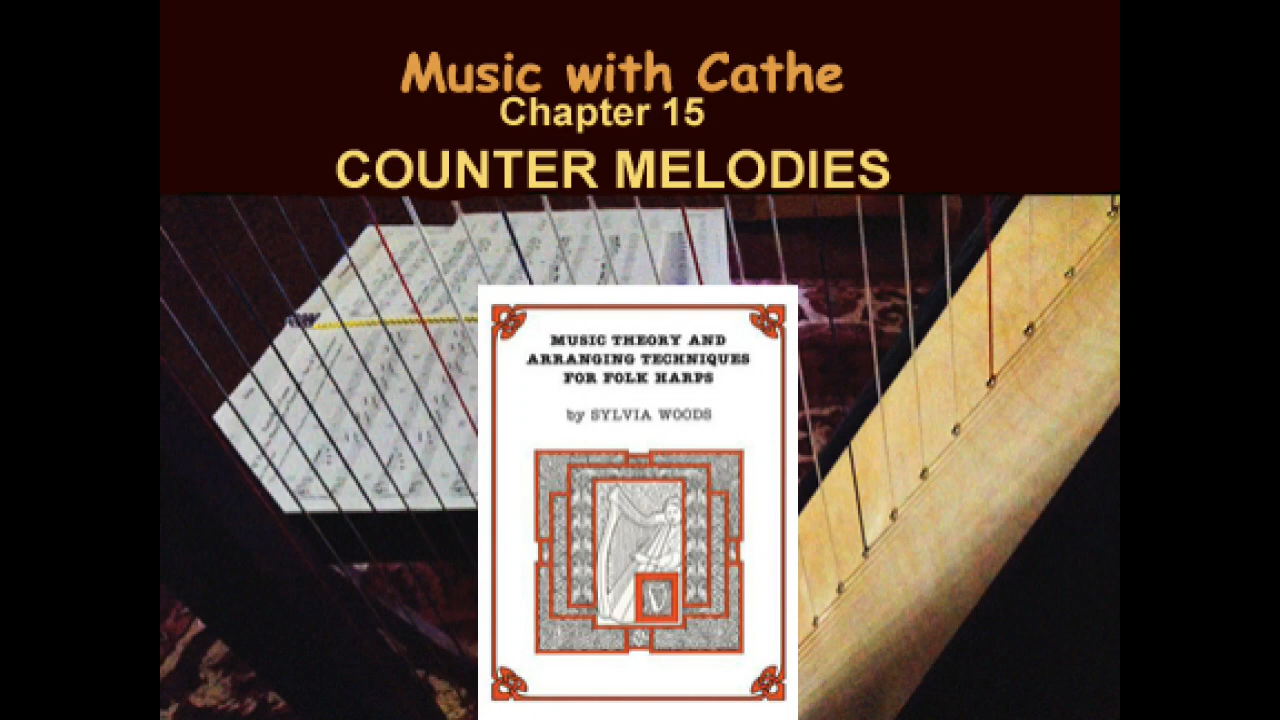 Music with Cathe
Chapter 15
COUNTER MELODIES
MUSIC THEORY AND
ARRANGING TECHNIQUES
FOR FOLK HARPS
by SYLVIA WOODS